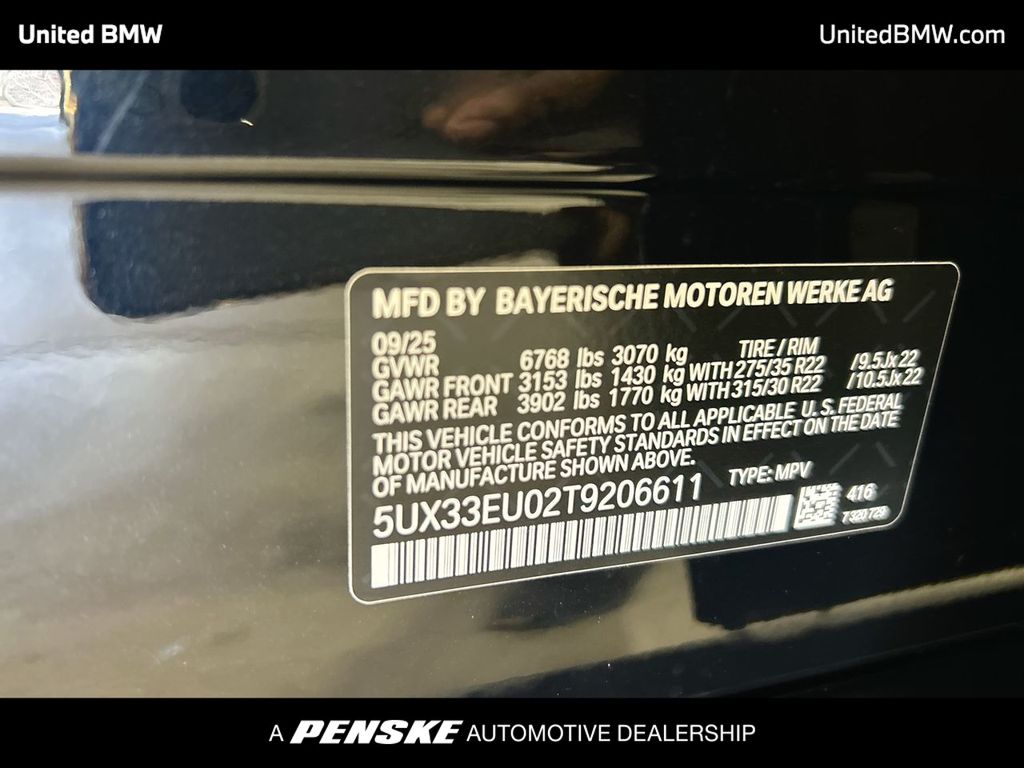 United BMW
UnitedBMW.com
MFD BY BAYERISCHE MOTOREN WERKE AG
09/25 TIRE / RIM
GVWR 6768 lbs 3070 kg
GAWR FRONT 3153 lbs 1430 kg WITH 275/35 R22 / 9.5Jx22
GAWR REAR 3902 lbs 1770 kg WITH 315/30 R22 / 10.5Jx22
THIS VEHICLE CONFORMS TO ALL APPLICABLE U.S. FEDERAL
MOTOR VEHICLE SAFETY STANDARDS IN EFFECT ON THE DATE
OF MANUFACTURE SHOWN ABOVE.
5UX33EU02T9206611 TYPE: MPV
416
7320729
A PENSKE AUTOMOTIVE DEALERSHIP